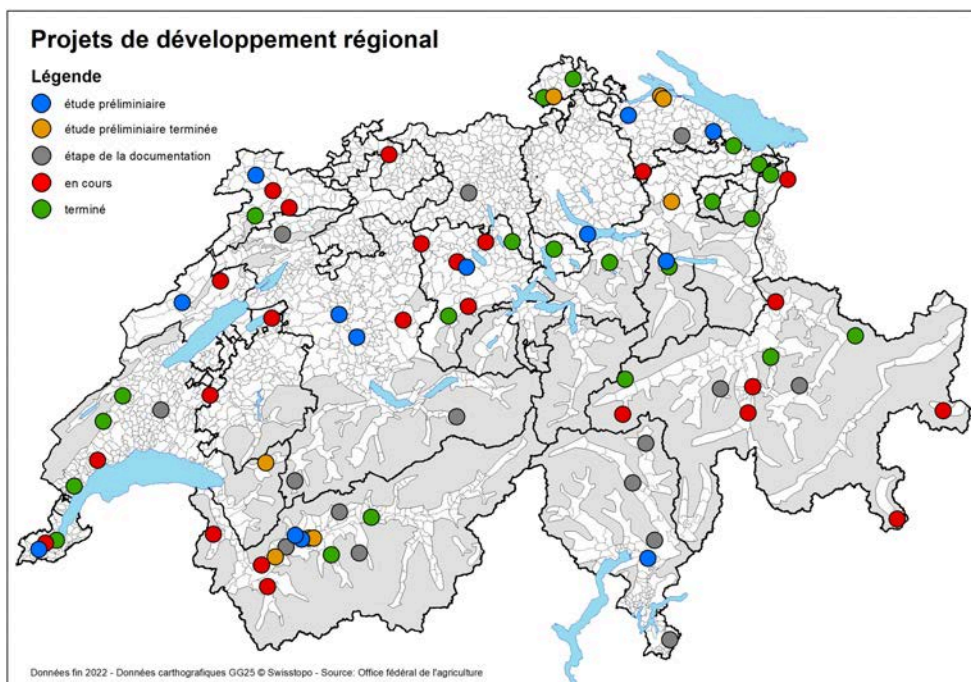 Projets de développement régional
Légende
étude préliminiaire
étude préliminiaire terminée
étape de la documentation
en cours
terminé
Données fin 2022 - Données carthografiques GG25 © Swisstopo - Source: Office fédéral de l'agriculture